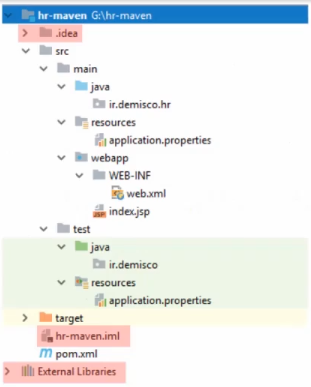 hr-maven G:\hr-maven
.idea
src
main
java
ir.demisco.hr
resources
application.properties
webapp
WEB-INF
web.xml
index.jsp
test
java
ir.demisco
resources
application.properties
target
hr-maven.iml
pom.xml
External Libraries